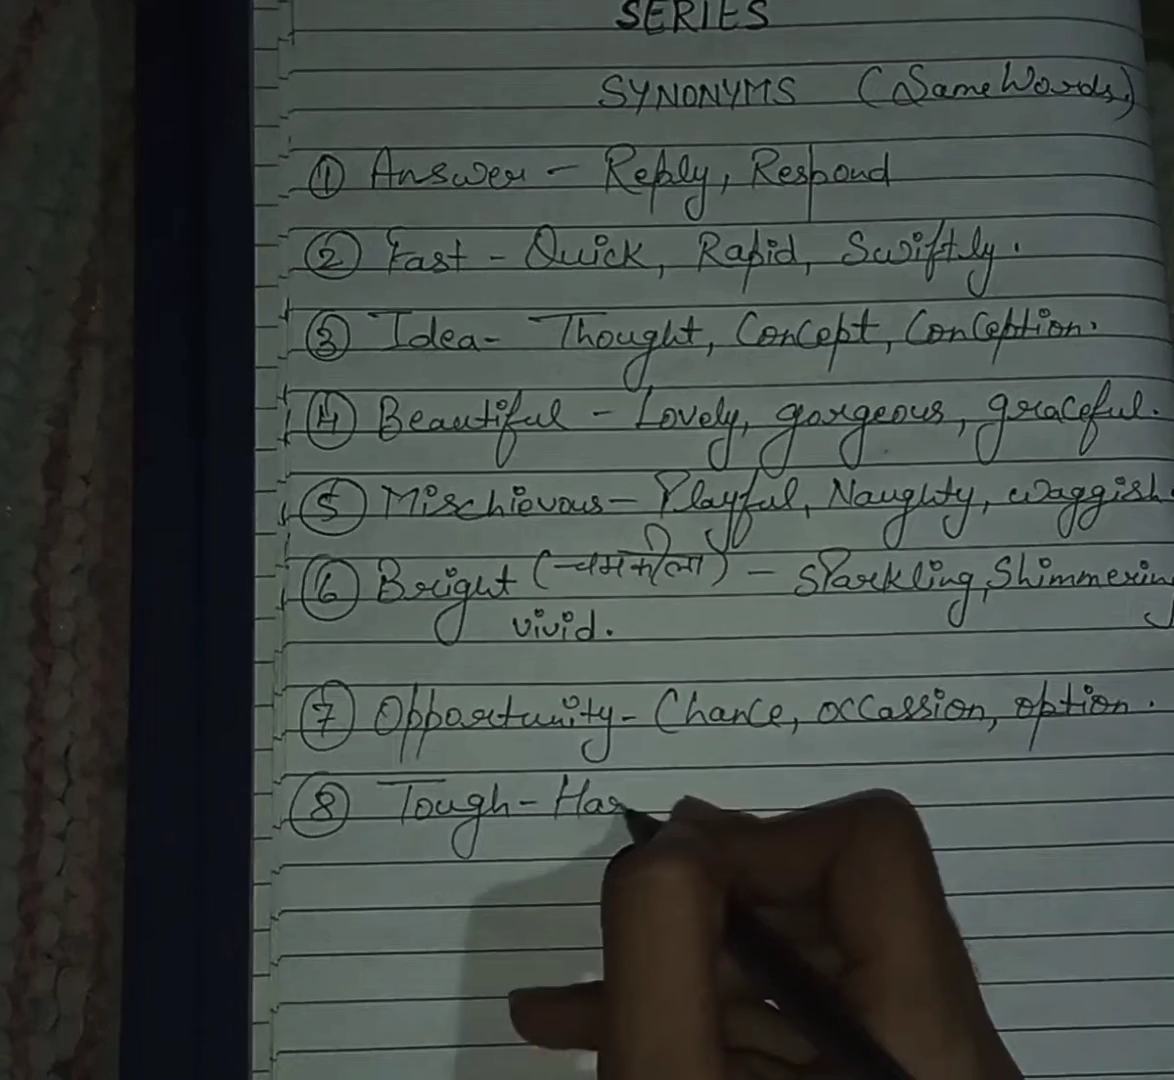 SERIES
SYNONYMS (Same Words)
① Answer - Reply, Respond
② Fast - Quick, Rapid, Swiftly.
③ Idea - Thought, Concept, Conception.
④ Beautiful - Lovely, gorgeous, graceful.
⑤ Mischievous - Playful, Naughty, waggish
⑥ Bright (चमकीला) - Sparkling, Shimmering
vivid.
⑦ Opportunity - Chance, occassion, option.
⑧ Tough - Har